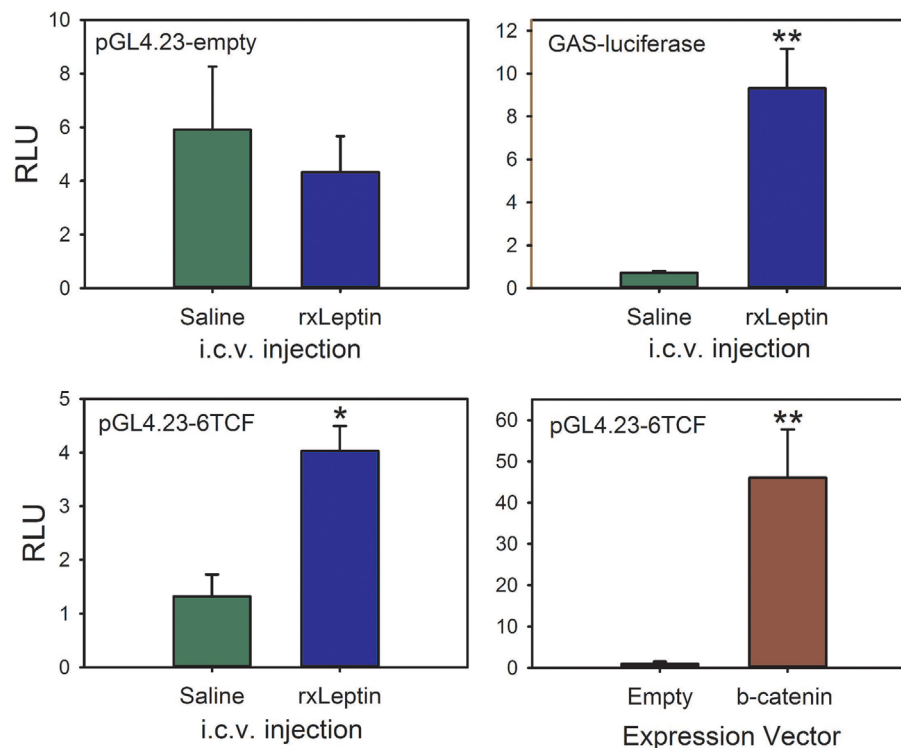 pGL4.23-empty
RLU
10
8
6
4
2
0
Saline rxLeptin
i.c.v. injection
GAS-luciferase
**
12
10
8
6
4
2
0
Saline rxLeptin
i.c.v. injection
pGL4.23-6TCF
*
RLU
5
4
3
2
1
0
Saline rxLeptin
i.c.v. injection
pGL4.23-6TCF
**
60
50
40
30
20
10
0
Empty b-catenin
Expression Vector